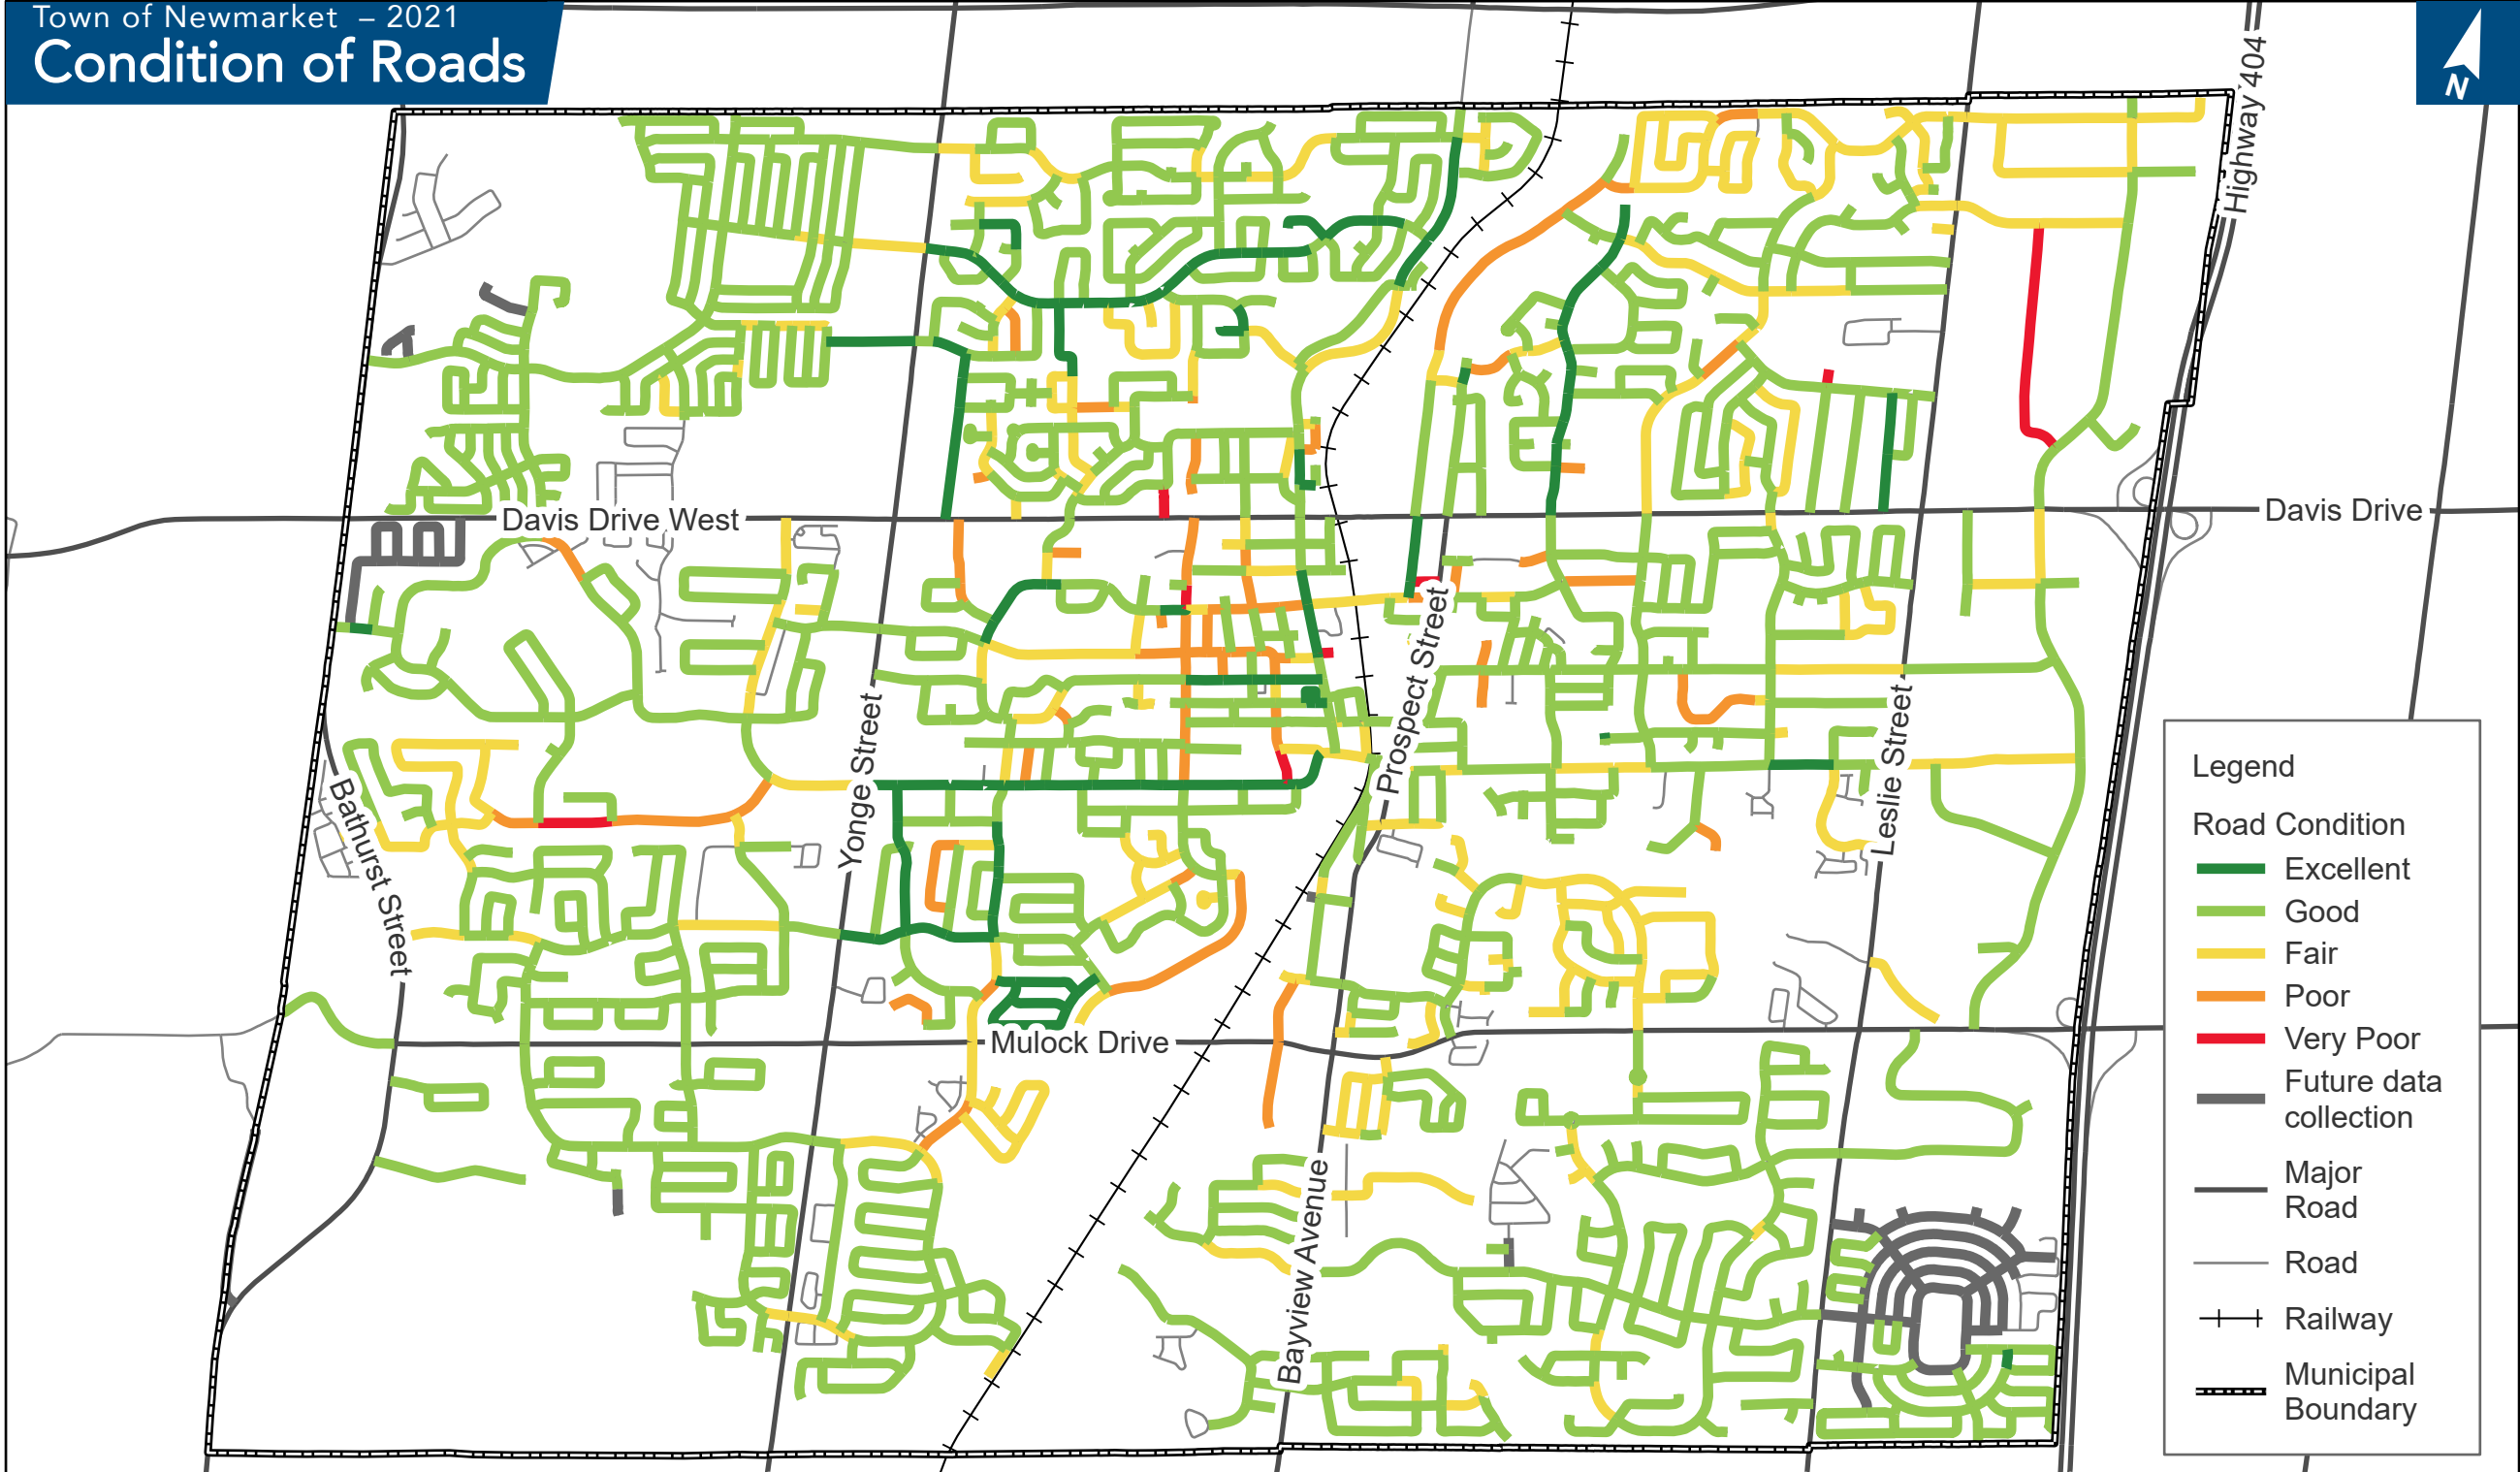 Town of Newmarket – 2021
Condition of Roads
N
Highway 404
Davis Drive West
Davis Drive
Prospect Street
Yonge Street
Leslie Street
Bathurst Street
Mulock Drive
Bayview Avenue
Legend
Road Condition
Excellent
Good
Fair
Poor
Very Poor
Future data
collection
Major
Road
Road
Railway
Municipal
Boundary